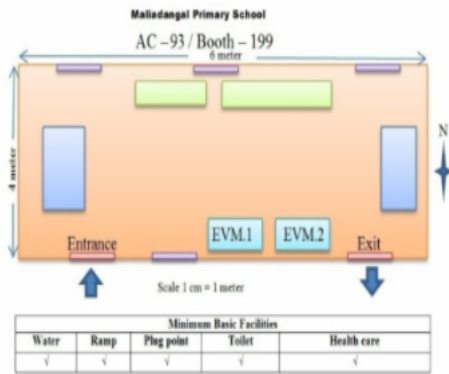 Maliadangal Primary School
AC –93 / Booth – 199
6 meter
4 meter
N
EVM.1 EVM.2
Entrance Exit
Scale 1 cm = 1 meter
Minimum Basic Facilities
Water Ramp Plug point Toilet Health care
√ √ √ √ √